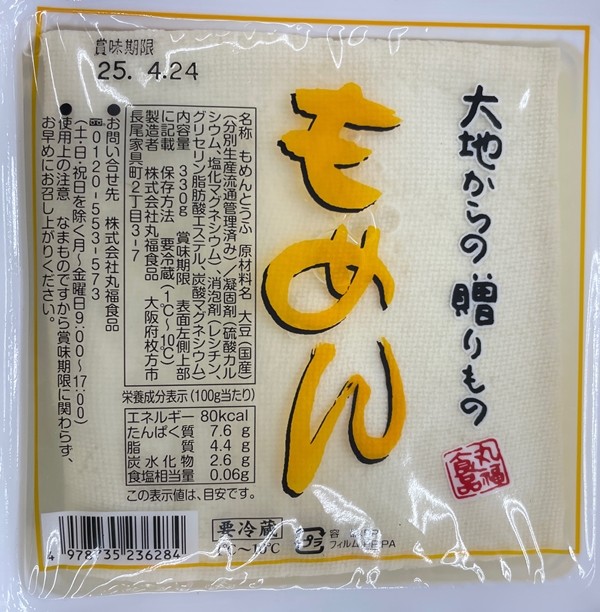 賞味期限
25. 4.24
大地からの贈りもの
もめん
丸福
食品
名称 もめんとうふ 原材料名 大豆(国産)
(分別生産流通管理済み)／凝固剤(硫酸カル
シウム、塩化マグネシウム)、消泡剤(レシチン、
グリセリン脂肪酸エステル、炭酸マグネシウム)
内容量 330g 賞味期限 表面左側上部
に記載 保存方法 要冷蔵(1℃〜10℃)
製造者 株式会社丸福食品 大阪府枚方市
長尾家具町2丁目3-7
●お問い合せ先 株式会社丸福食品
0120-553-573
(土・日・祝日を除く月〜金曜日9:00〜17:00)
●使用上の注意 なまものですから賞味期限に関わらず、
お早めにお召し上がりください。
栄養成分表示(100g当たり)
エネルギー 80kcal
たんぱく質 7.6 g
脂質 4.4 g
炭水化物 2.6 g
食塩相当量 0.06g
この表示値は、目安です。
4 978735 236284
要冷蔵
℃〜10℃
プラ
容
フィルム PA